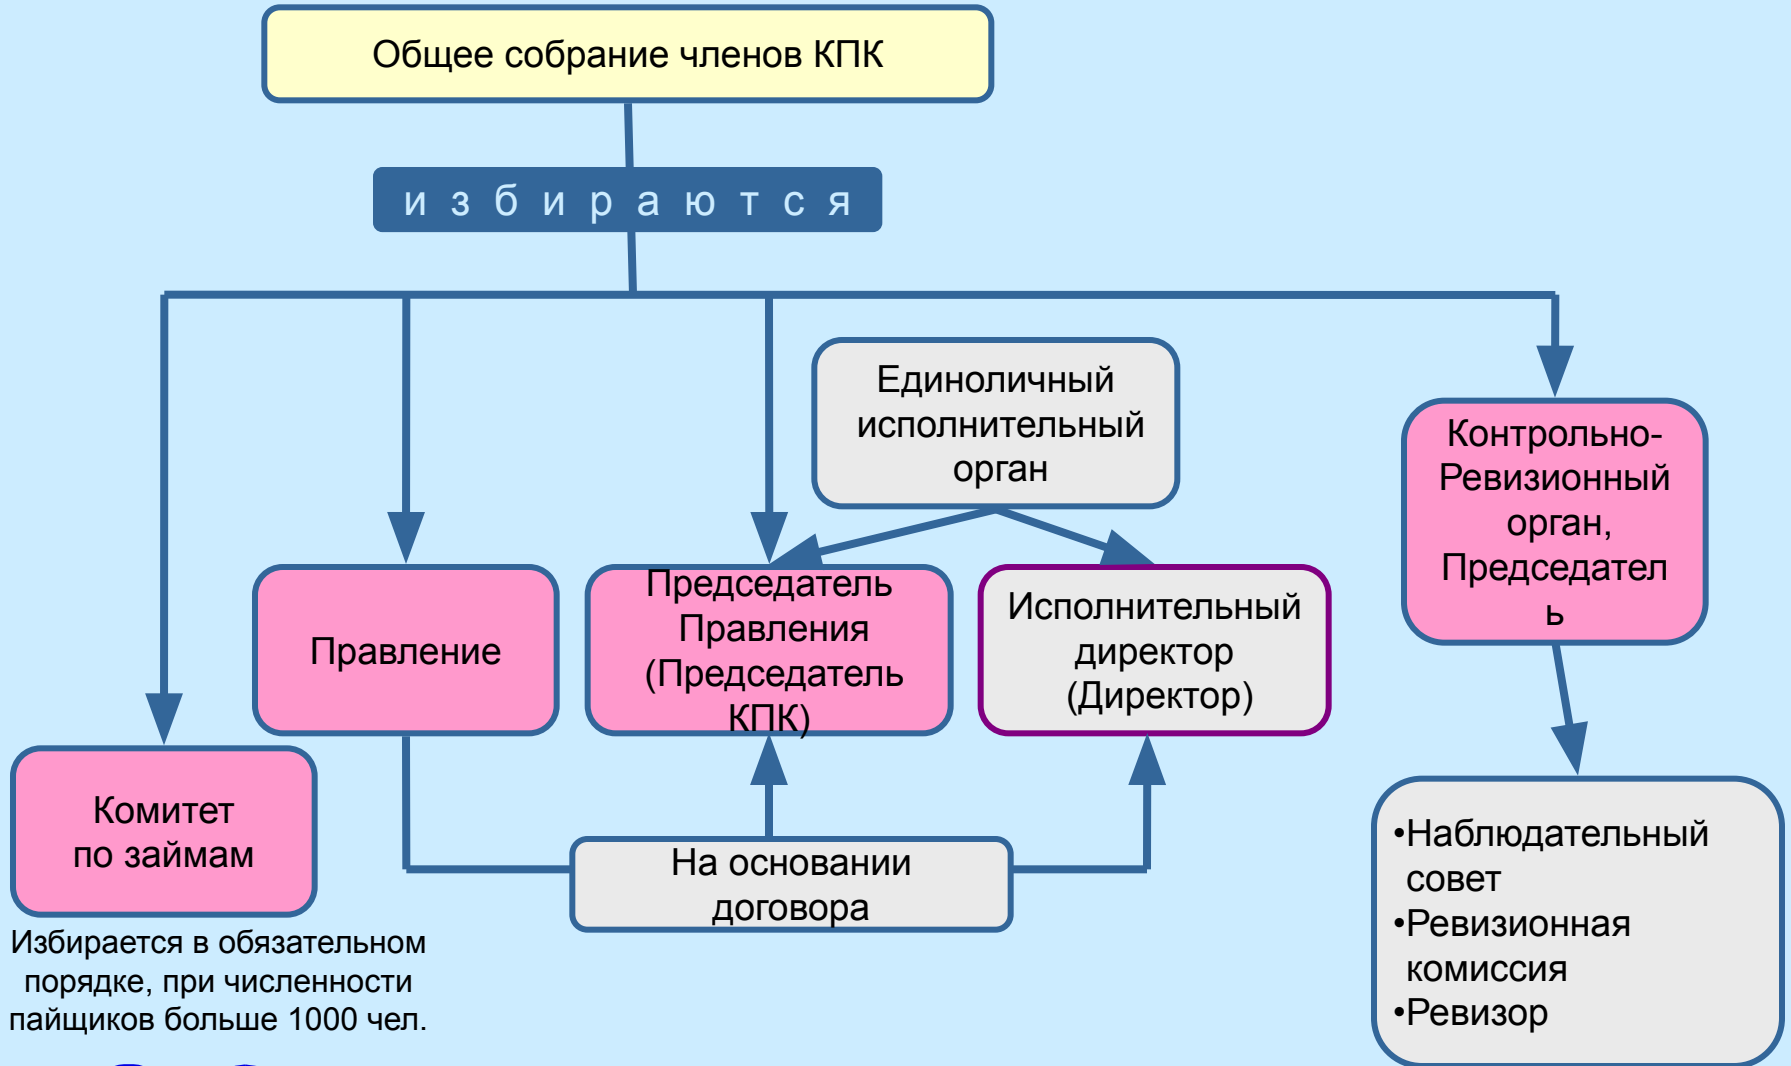 Общее собрание членов КПК
избираются
Единоличный
исполнительный
орган
Контрольно-
Ревизионный
орган,
Председател
ь
Правление
Председатель
Правления
(Председатель
КПК)
Исполнительный
директор
(Директор)
Комитет
по займам
На основании
договора
•Наблюдательный
совет
•Ревизионная
комиссия
•Ревизор
Избирается в обязательном
порядке, при численности
пайщиков больше 1000 чел.